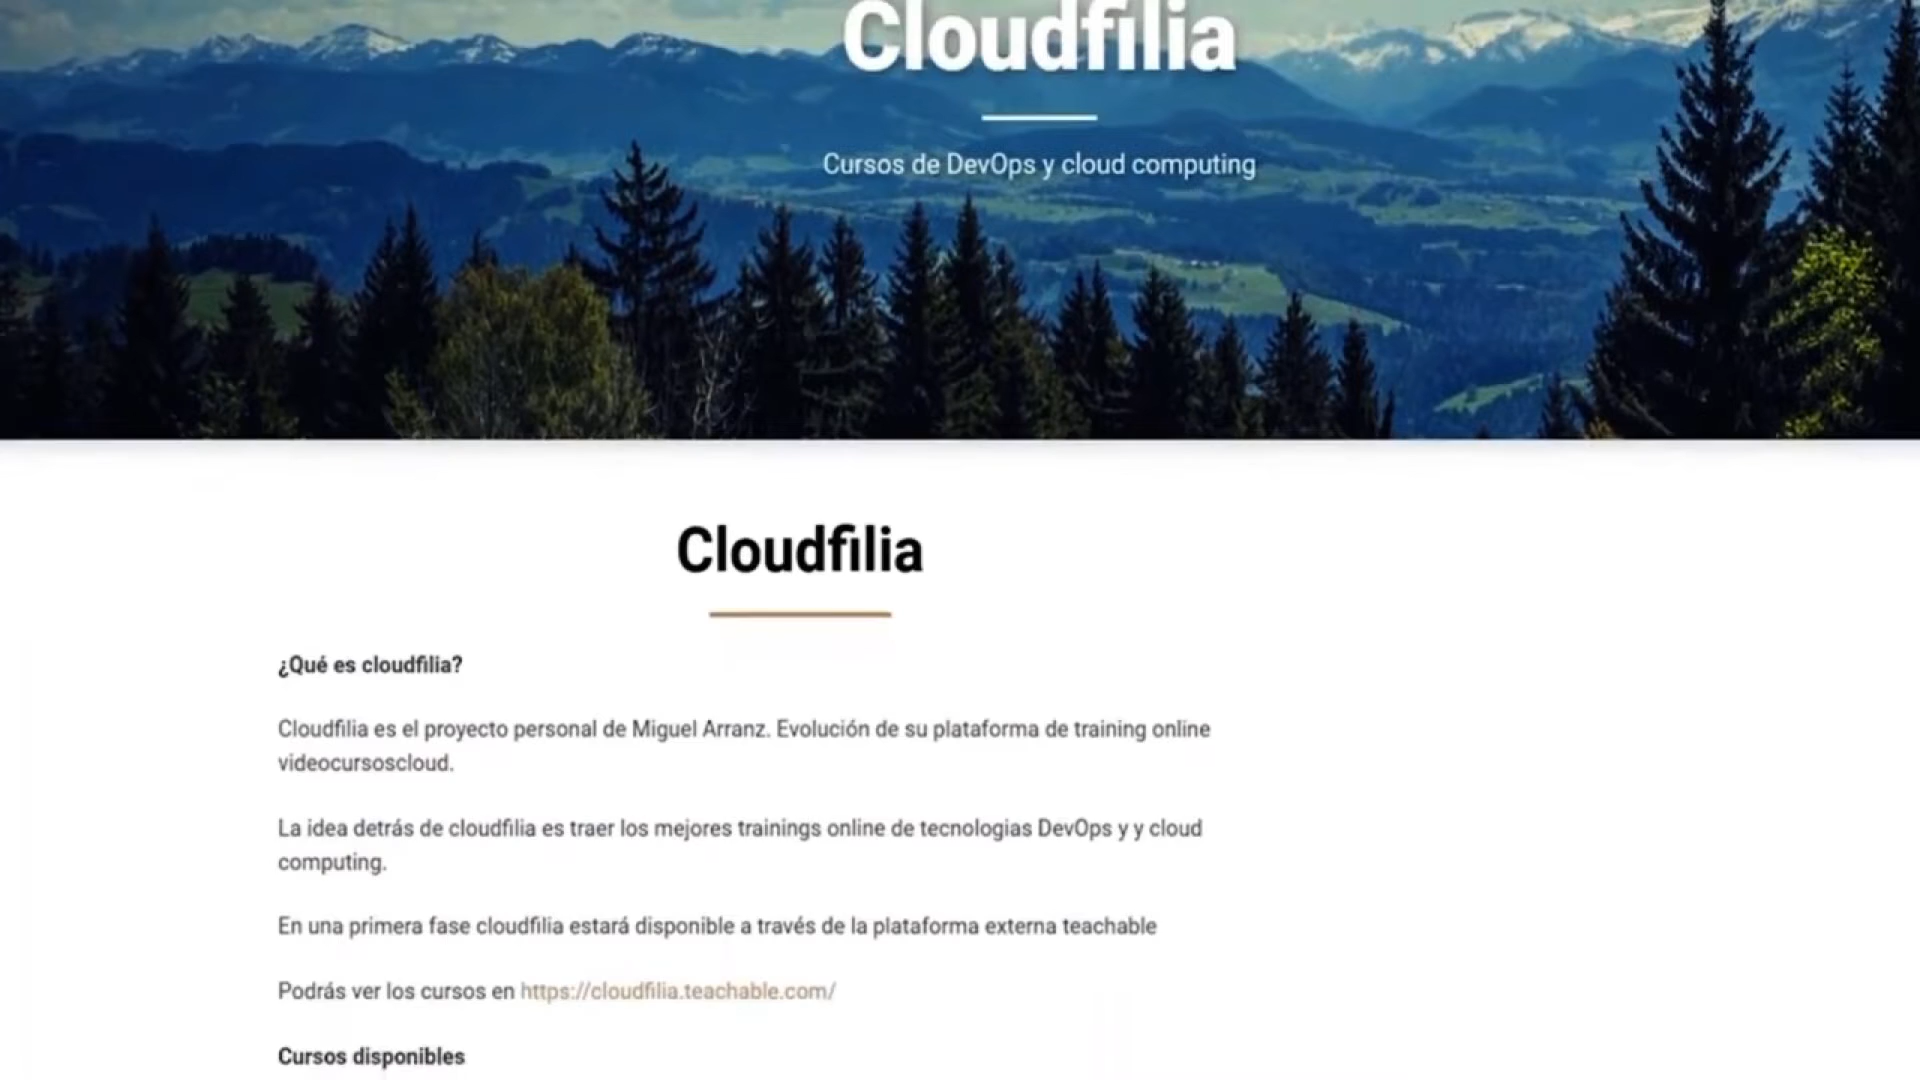 Cloudfilia
Cursos de DevOps y cloud computing
Cloudfilia
¿Qué es cloudfilia?
Cloudfilia es el proyecto personal de Miguel Arranz. Evolución de su plataforma de training online
videocursoscloud.
La idea detrás de cloudfilia es traer los mejores trainings online de tecnologias DevOps y y cloud
computing.
En una primera fase cloudfilia estará disponible a través de la plataforma externa teachable
Podrás ver los cursos en https://cloudfilia.teachable.com/
Cursos disponibles